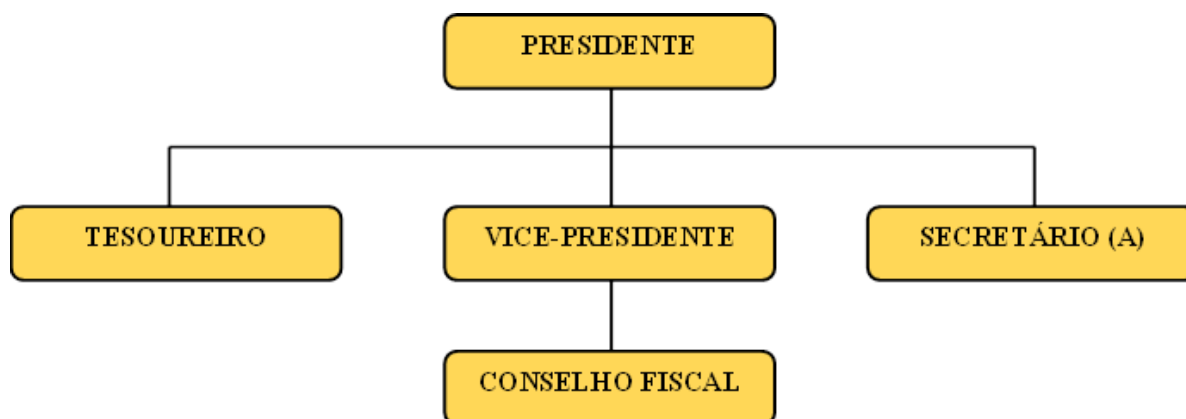 PRESIDENTE
TESOUREIRO
VICE-PRESIDENTE
SECRETÁRIO (A)
CONSELHO FISCAL